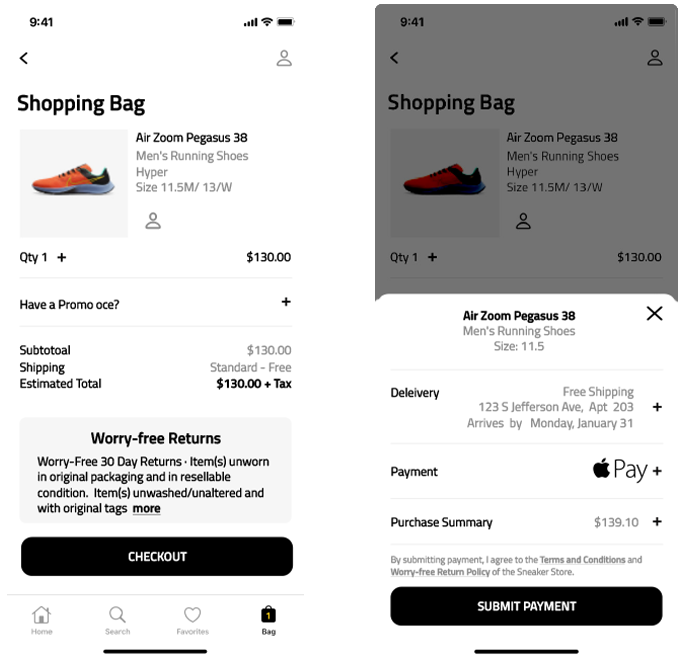 9:41
Shopping Bag
Air Zoom Pegasus 38
Men's Running Shoes
Hyper
Size 11.5M/ 13/W
Qty 1 +
$130.00
Have a Promo oce? +
Subtotoal $130.00
Shipping Standard - Free
Estimated Total $130.00 + Tax
Worry-free Returns
Worry-Free 30 Day Returns · Item(s) unworn
in original packaging and in resellable
condition. Item(s) unwashed/unaltered and
with original tags more
CHECKOUT
1
Home Search Favorites Bag
9:41
Shopping Bag
Air Zoom Pegasus 38
Men's Running Shoes
Hyper
Size 11.5M/ 13/W
Qty 1 +
$130.00
Air Zoom Pegasus 38
Men's Running Shoes
Size: 11.5
Deleivery
Free Shipping
123 S Jefferson Ave, Apt 203 +
Arrives by Monday, January 31
Payment Pay +
Purchase Summary $139.10 +
By submitting payment, I agree to the Terms and Conditions and
Worry-free Return Policy of the Sneaker Store.
SUBMIT PAYMENT